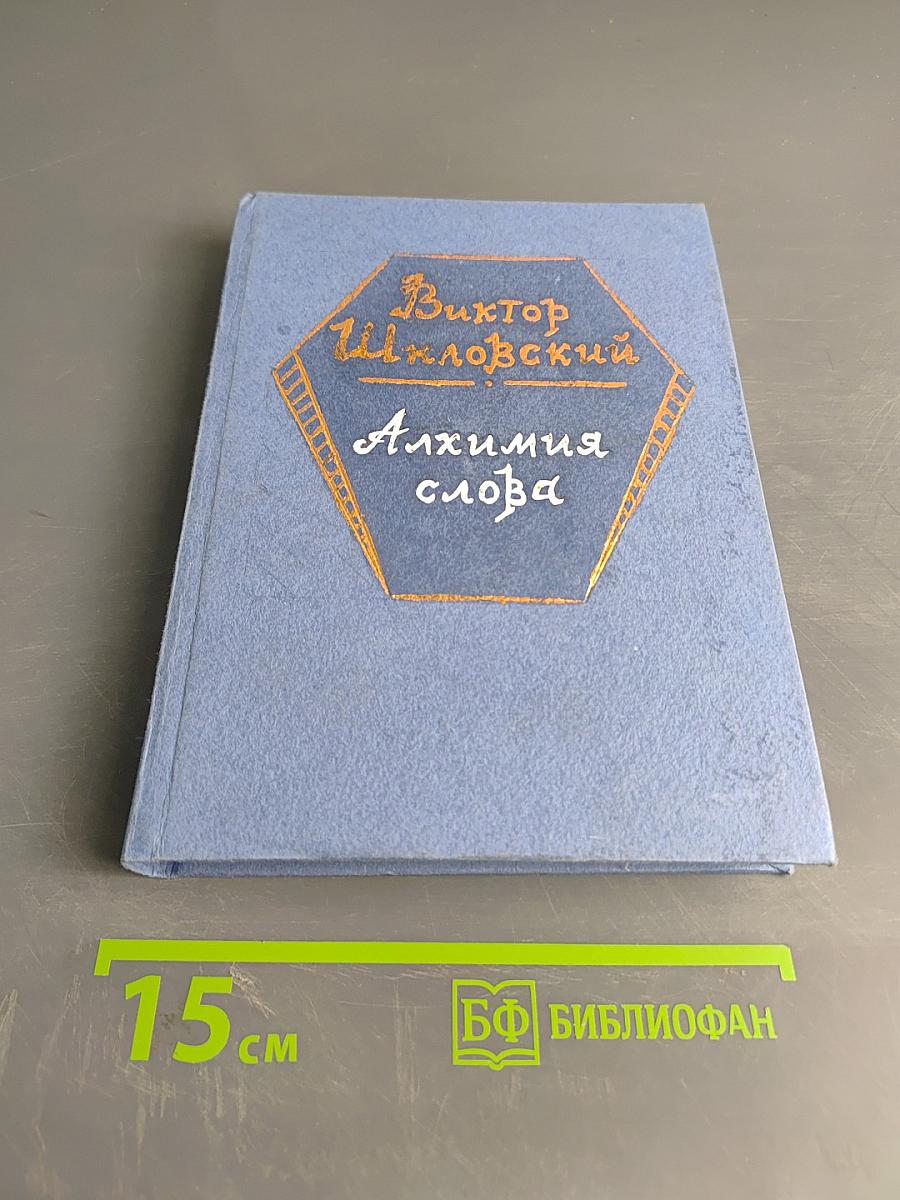 Виктор
Шкловский
Алхимия
слова
15 см
БФ БИБЛИОФАН